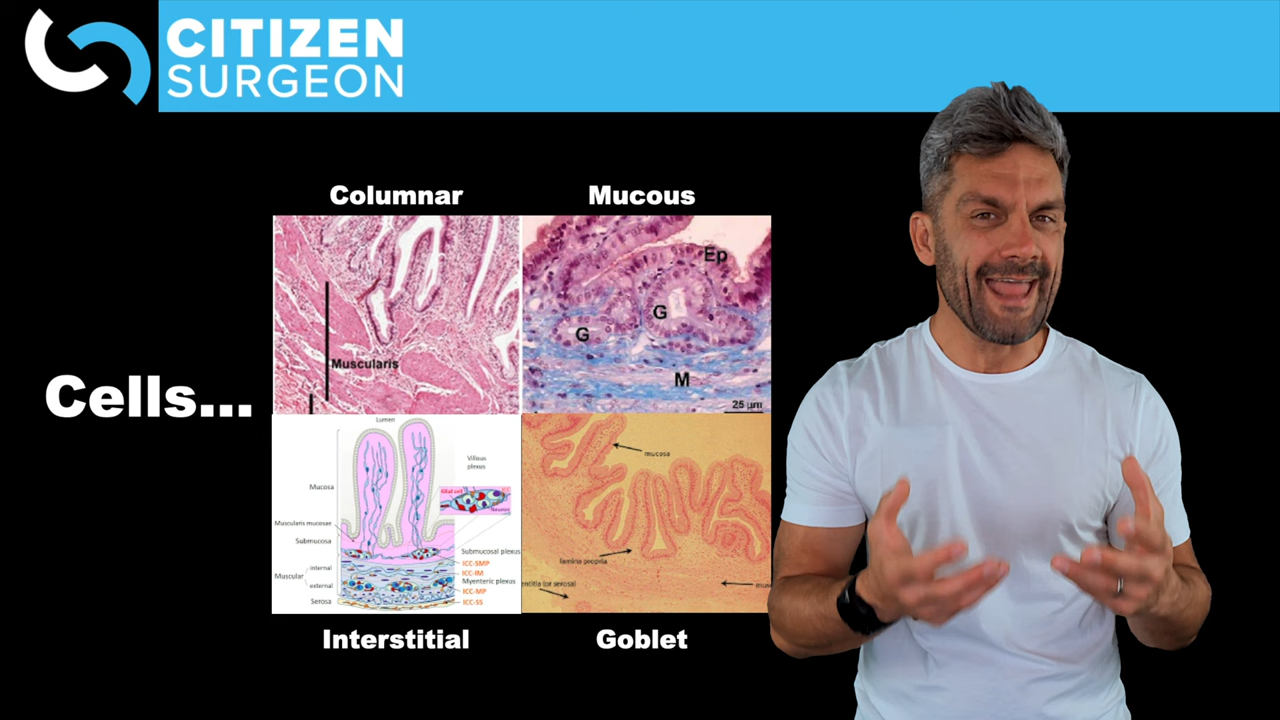 CITIZEN
SURGEON
Columnar
Mucous
Ep
G
G
Muscularis
M
25 µm
Cells...
Lumen
Villous
plexus
Mucosa
Glial cell
ICC
Neuron
Muscularis mucosae
Submucosa
Submucosal plexus
ICC-SMP
internal
ICC-IM
Muscular
Myenteric plexus
external
ICC-MP
Serosa
ICC-SS
mucosa
lamina propria
Interstitial
Goblet